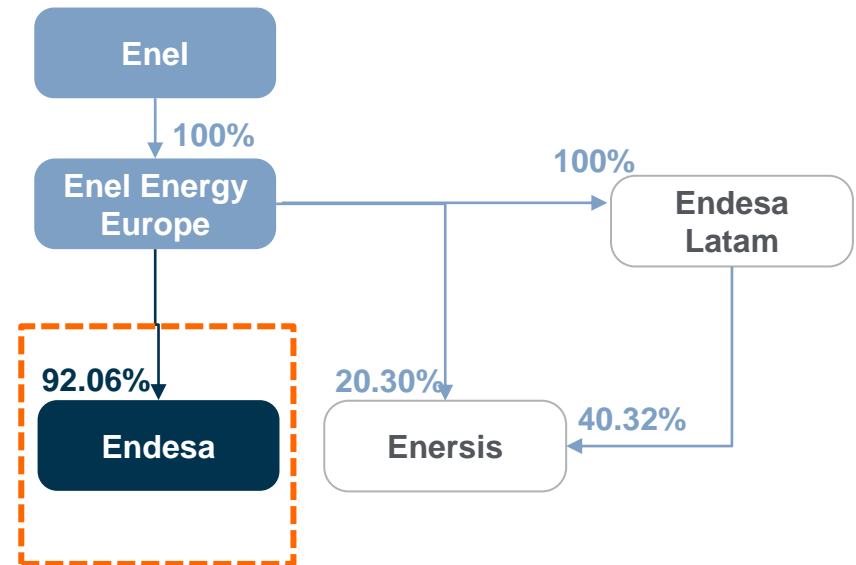 Enel
100%
Enel Energy
Europe
100%
Endesa
Latam
92.06%
20.30%
40.32%
Endesa
Enersis